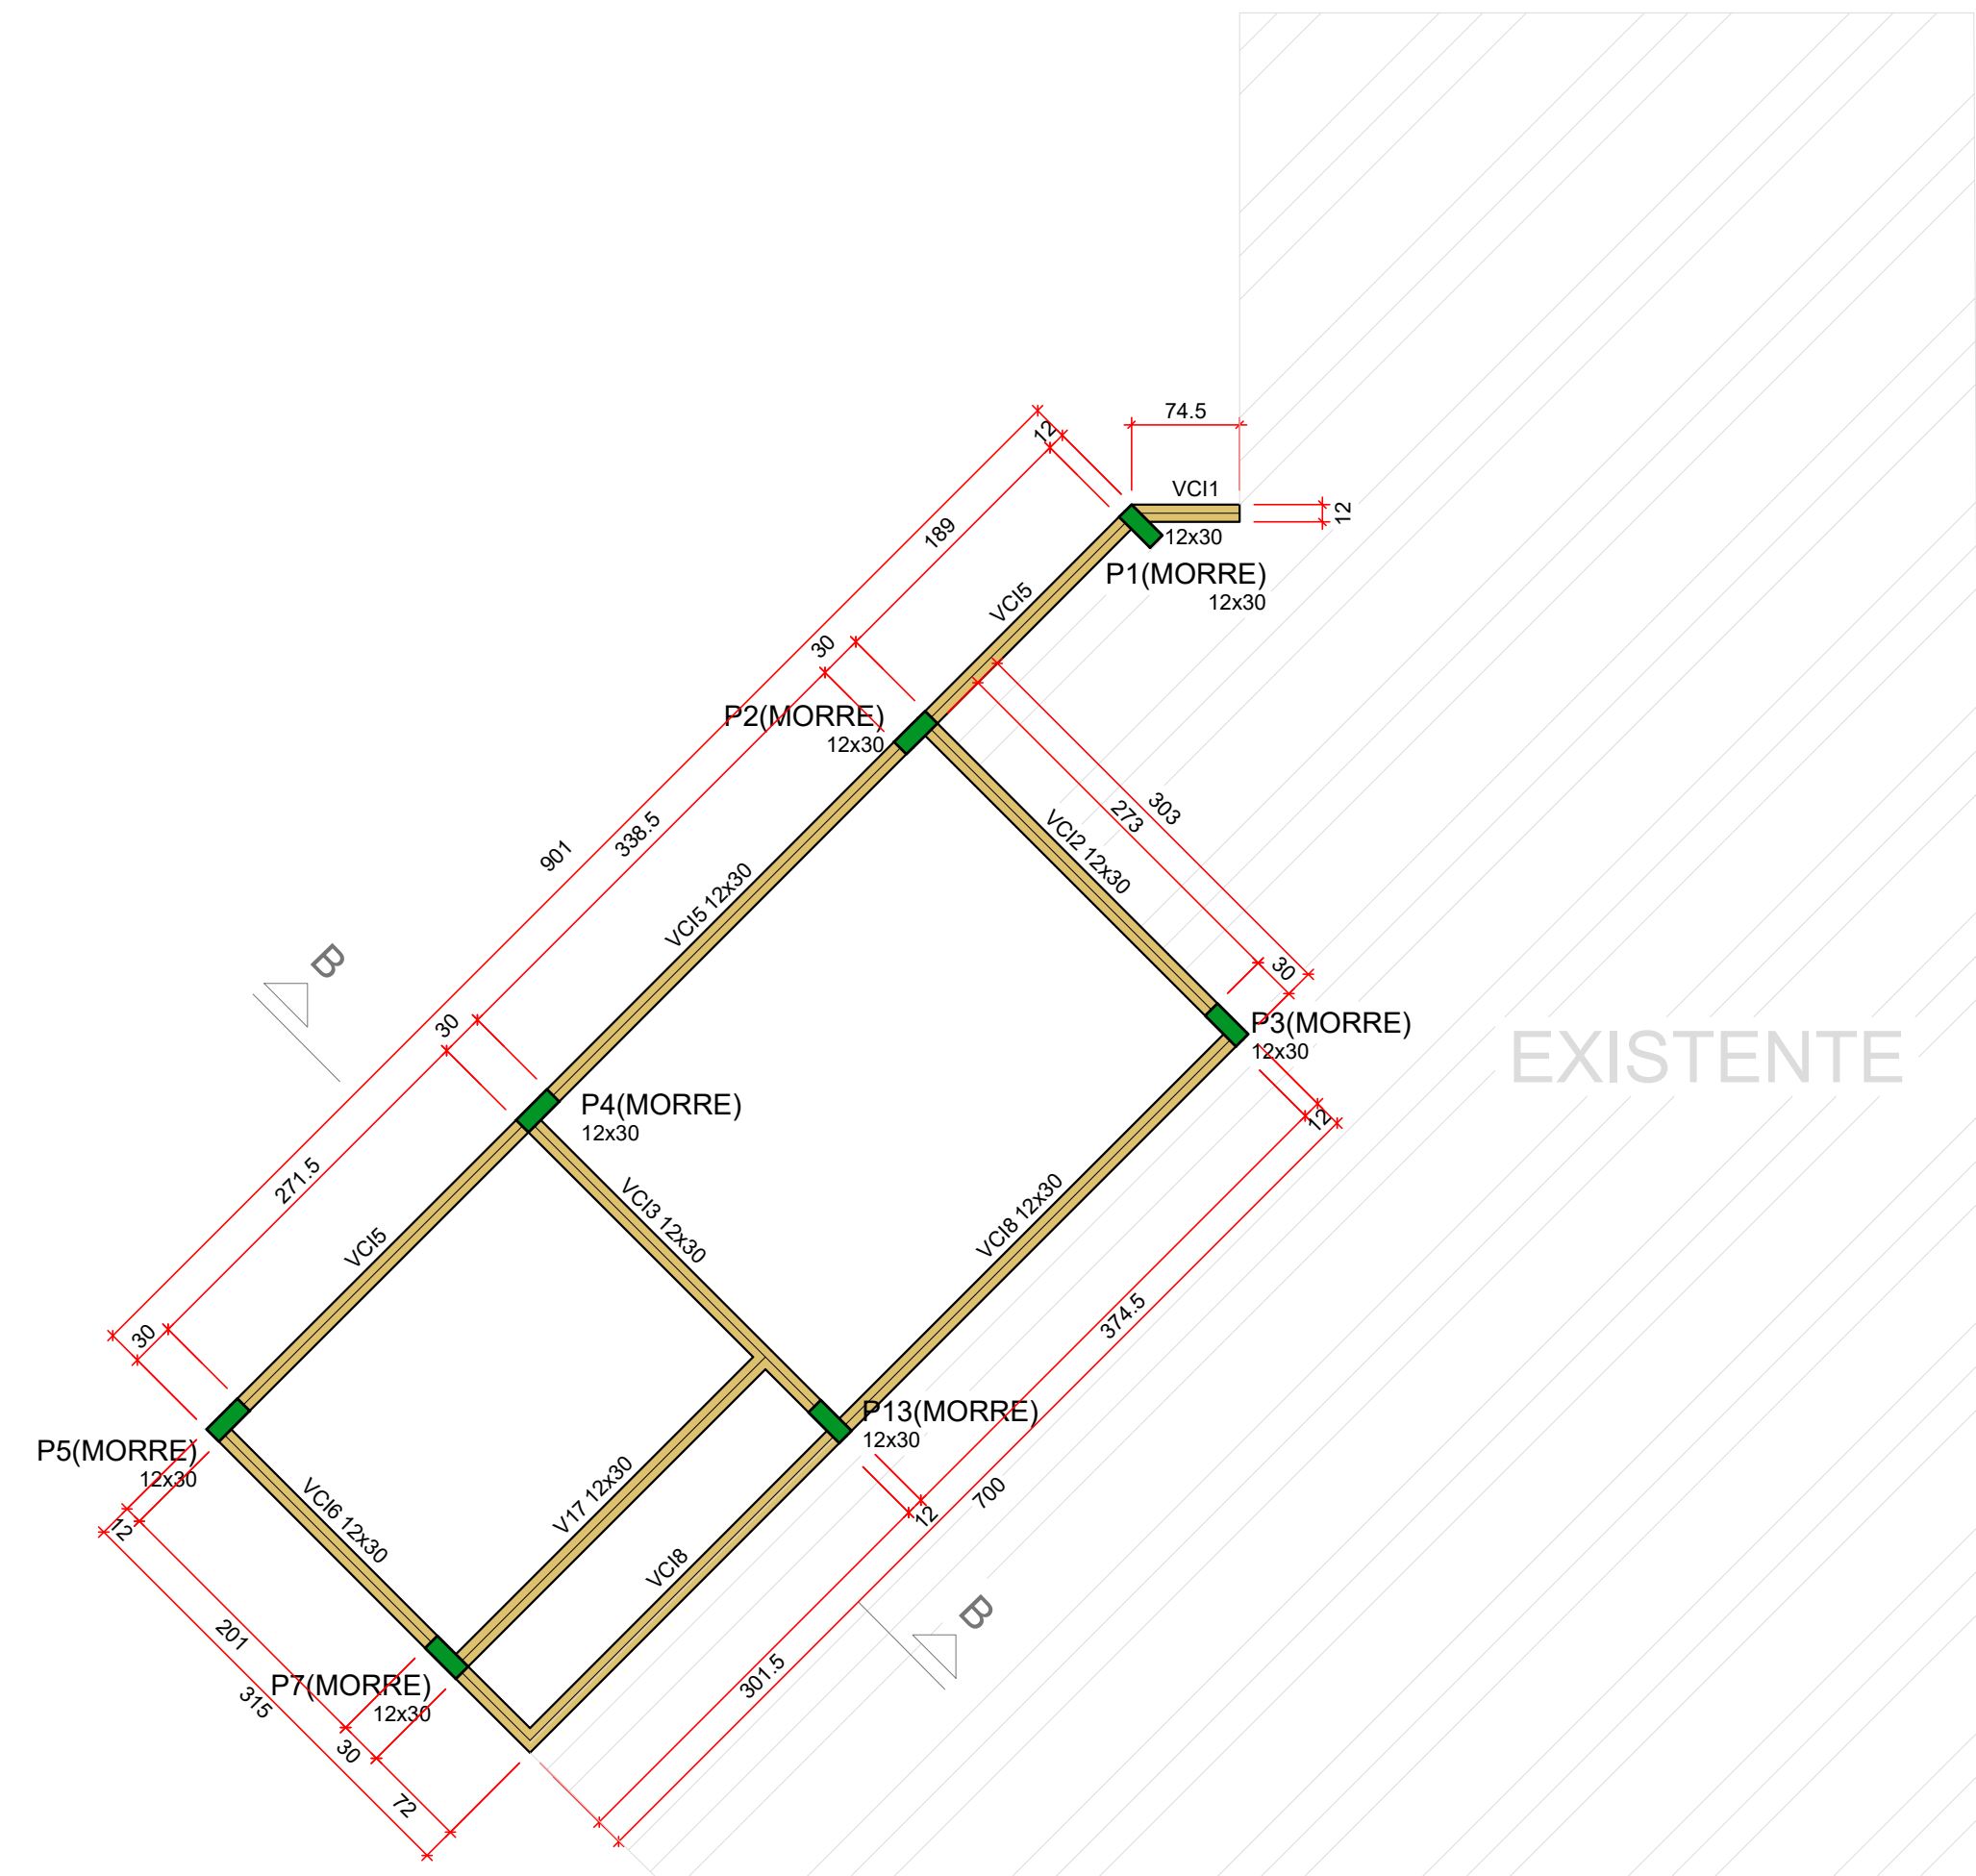 74.5
12
12
VCI1
12x30
P1(MORRE)
12x30
189
VCI5
30
P2(MORRE)
12x30
303
273
VCI2 12x30
338.5
901
VCI5 12x30
B
30
P3(MORRE)
12x30
EXISTENTE
30
P4(MORRE)
12x30
12
271.5
VCI3 12x30
VCI8 12x30
VCI5
374.5
30
P13(MORRE)
12x30
P5(MORRE)
12x30
12
VCI6 12x30
V17 12x30
700
12
VCI8
B
201
301.5
P7(MORRE)
12x30
315
30
72